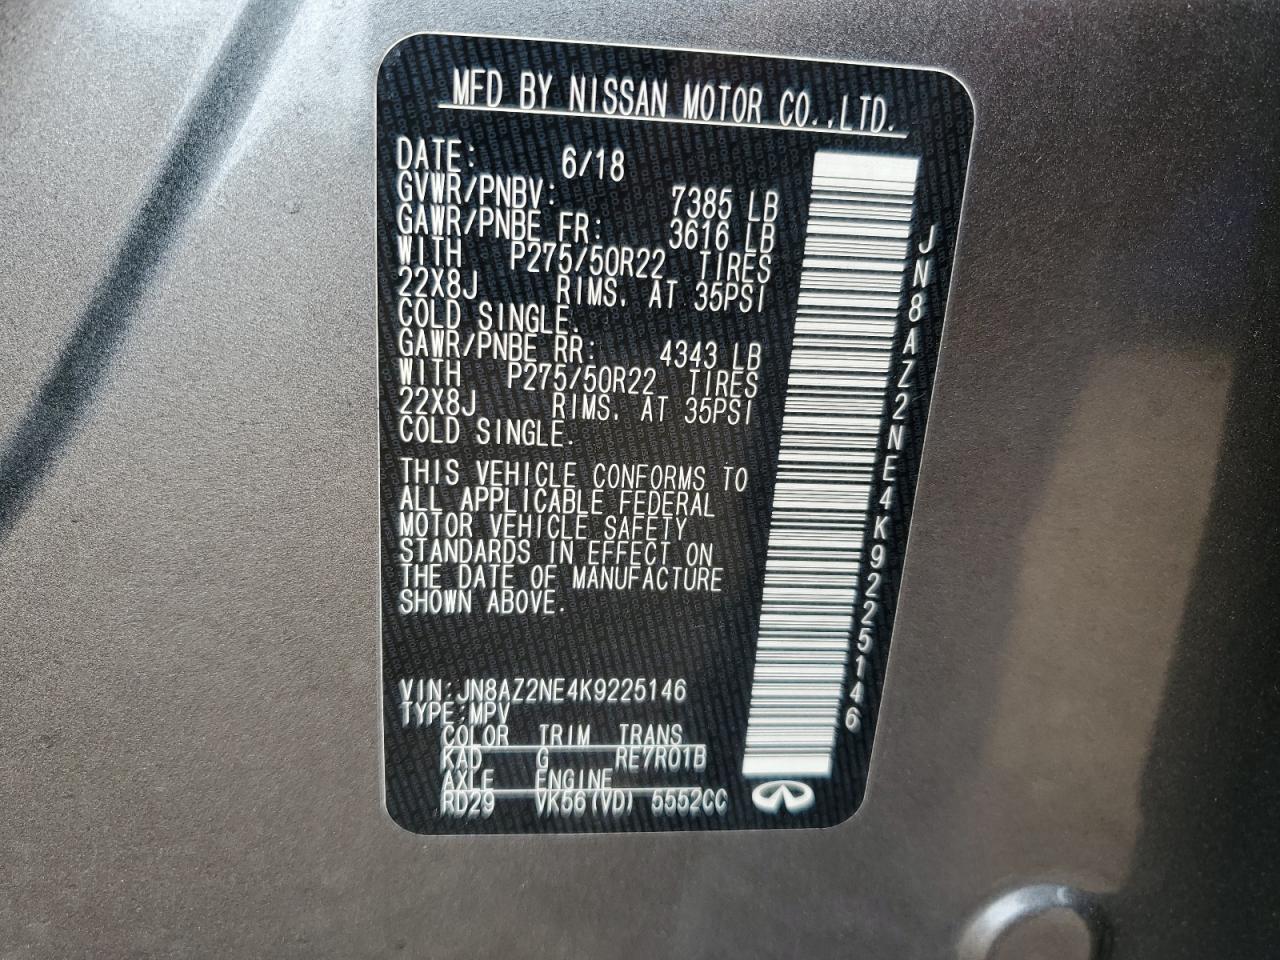 MFD BY NISSAN MOTOR CO.,LTD.
DATE: 6/18
GVWR/PNBV: 7385 LB
GAWR/PNBE FR: 3616 LB
WITH P275/50R22 TIRES
22X8J RIMS. AT 35PSI
COLD SINGLE.
GAWR/PNBE RR: 4343 LB
WITH P275/50R22 TIRES
22X8J RIMS. AT 35PSI
COLD SINGLE.
THIS VEHICLE CONFORMS TO
ALL APPLICABLE FEDERAL
MOTOR VEHICLE SAFETY
STANDARDS IN EFFECT ON
THE DATE OF MANUFACTURE
SHOWN ABOVE.
VIN:JN8AZ2NE4K9225146
TYPE:MPV
COLOR TRIM TRANS
KAD G RE7R01B
AXLE ENGINE
RD29 VK56(VD) 5552CC
JN8AZ2NE4K9225146